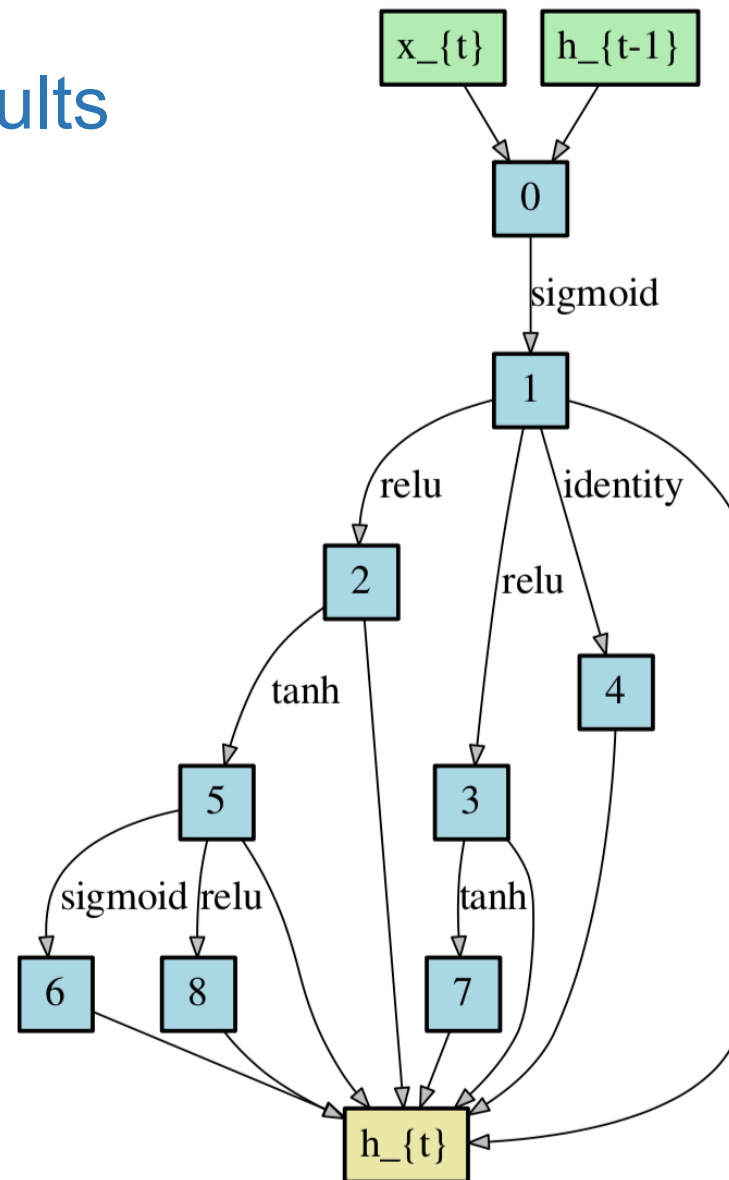 x_{t}
h_{t-1}
ults
0
sigmoid
1
relu
identity
2
relu
tanh
4
5
3
sigmoid
relu
tanh
6
8
7
h_{t}